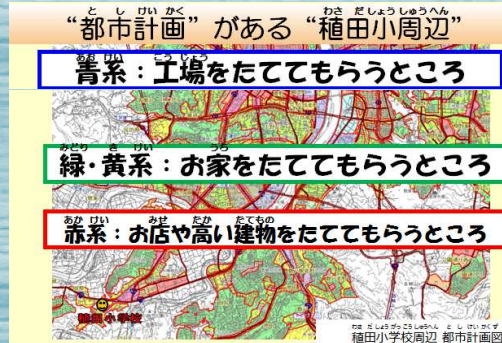 “都市計画”がある“稙田小周辺”
青系：工場をたててもらうところ
緑・黄系：お家をたててもらうところ
赤系：お店や高い建物をたててもらうところ
稙田小学校
稙田小学校周辺 都市計画図